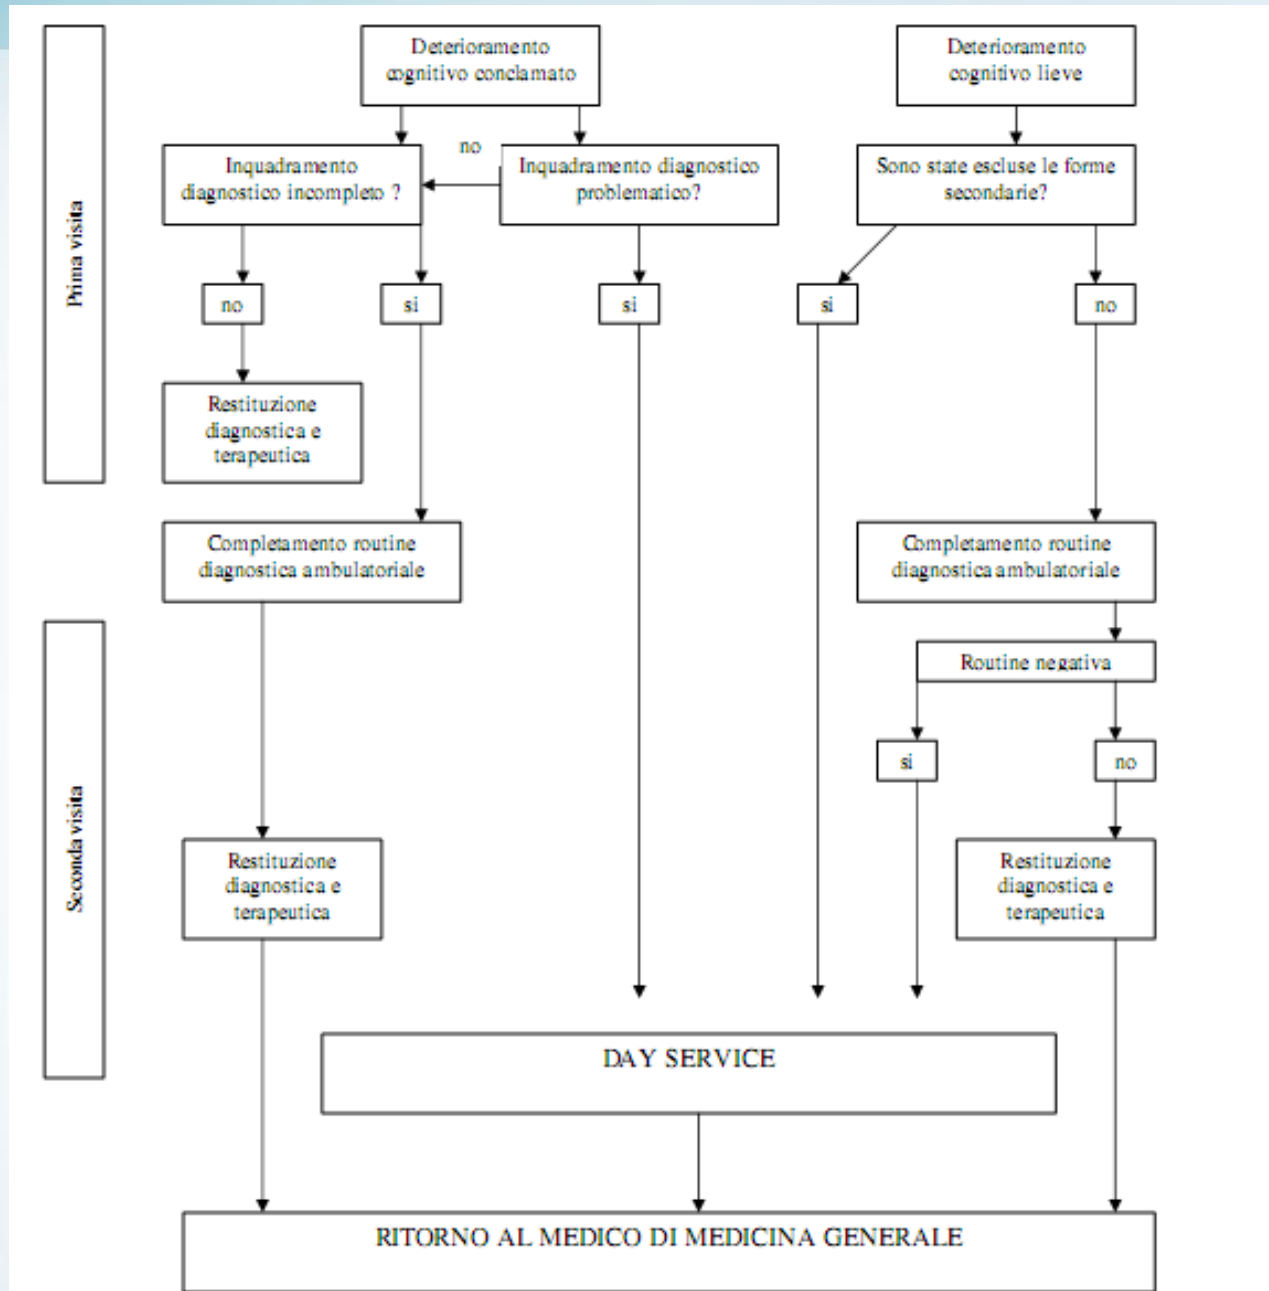 Prima visita
Deterioramento
cognitivo conclamato
Deterioramento
cognitivo lieve
no
Inquadramento
diagnostico incompleto ?
Inquadramento diagnostico
problematico?
Sono state escluse le forme
secondarie?
no
si
si
si
no
Restituzione
diagnostica e
terapeutica
Completamento routine
diagnostica ambulatoriale
Completamento routine
diagnostica ambulatoriale
Seconda visita
Routine negativa
si
no
Restituzione
diagnostica e
terapeutica
Restituzione
diagnostica e
terapeutica
DAY SERVICE
RITORNO AL MEDICO DI MEDICINA GENERALE